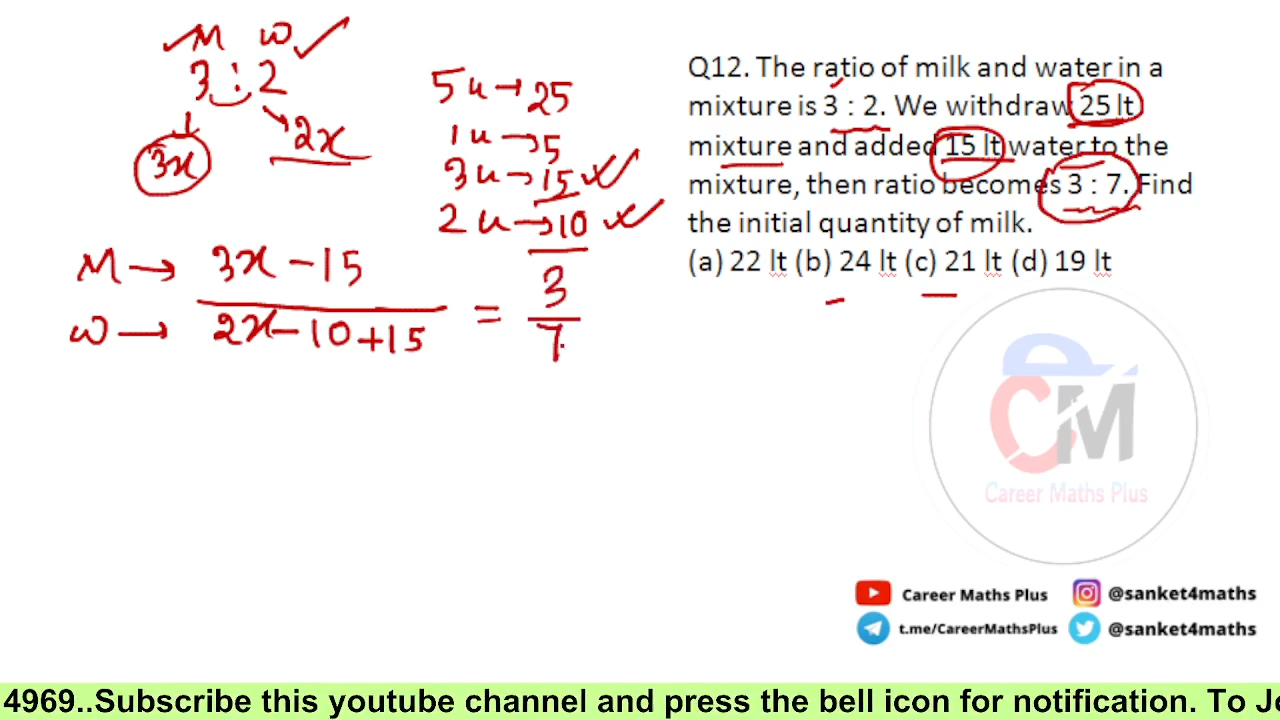 M W
3 : 2
3x 2x
5u → 25
1u → 5
3u → 15
2u → 10
M → 3x - 15
W → 2x - 10 + 15
= 3
7
Q12. The ratio of milk and water in a
mixture is 3 : 2. We withdraw 25 lt
mixture and added 15 lt water to the
mixture, then ratio becomes 3 : 7. Find
the initial quantity of milk.
(a) 22 lt (b) 24 lt (c) 21 lt (d) 19 lt
e
CM
Career Maths Plus
Career Maths Plus @sanket4maths
t.me/CareerMathsPlus @sanket4maths
4969..Subscribe this youtube channel and press the bell icon for notification. To Jo